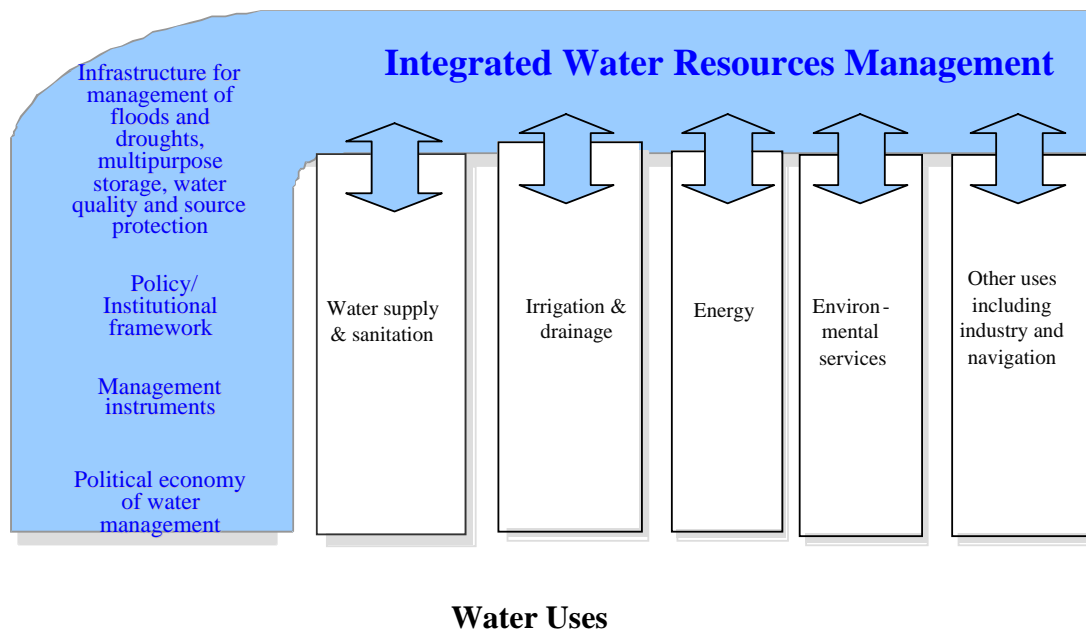 Integrated Water Resources Management
Infrastructure for
management of
floods and
droughts,
multipurpose
storage, water
quality and source
protection
Policy/
Institutional
framework
Management
instruments
Political economy
of water
management
Water supply
& sanitation
Irrigation &
drainage
Energy
Environ-
mental
services
Other uses
including
industry and
navigation
Water Uses